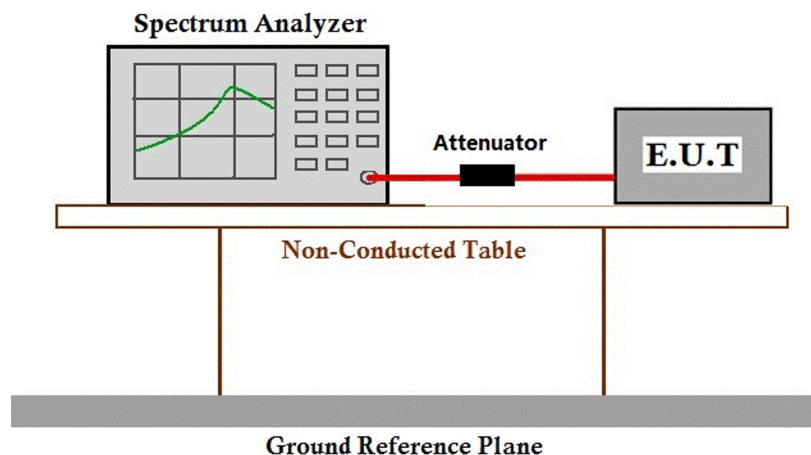 Spectrum Analyzer
Attenuator
E.U.T
Non-Conducted Table
Ground Reference Plane